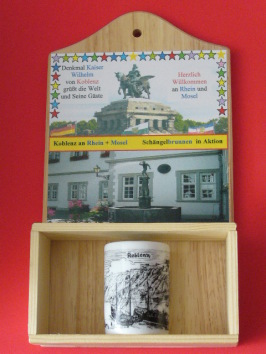 Denkmal Kaiser
Wilhelm
von Koblenz
grüßt die Welt
und Seine Gäste
Herzlich
Willkommen
an Rhein und
Mosel
Koblenz an Rhein + Mosel Schängelbrunnen in Aktion
Koblenz